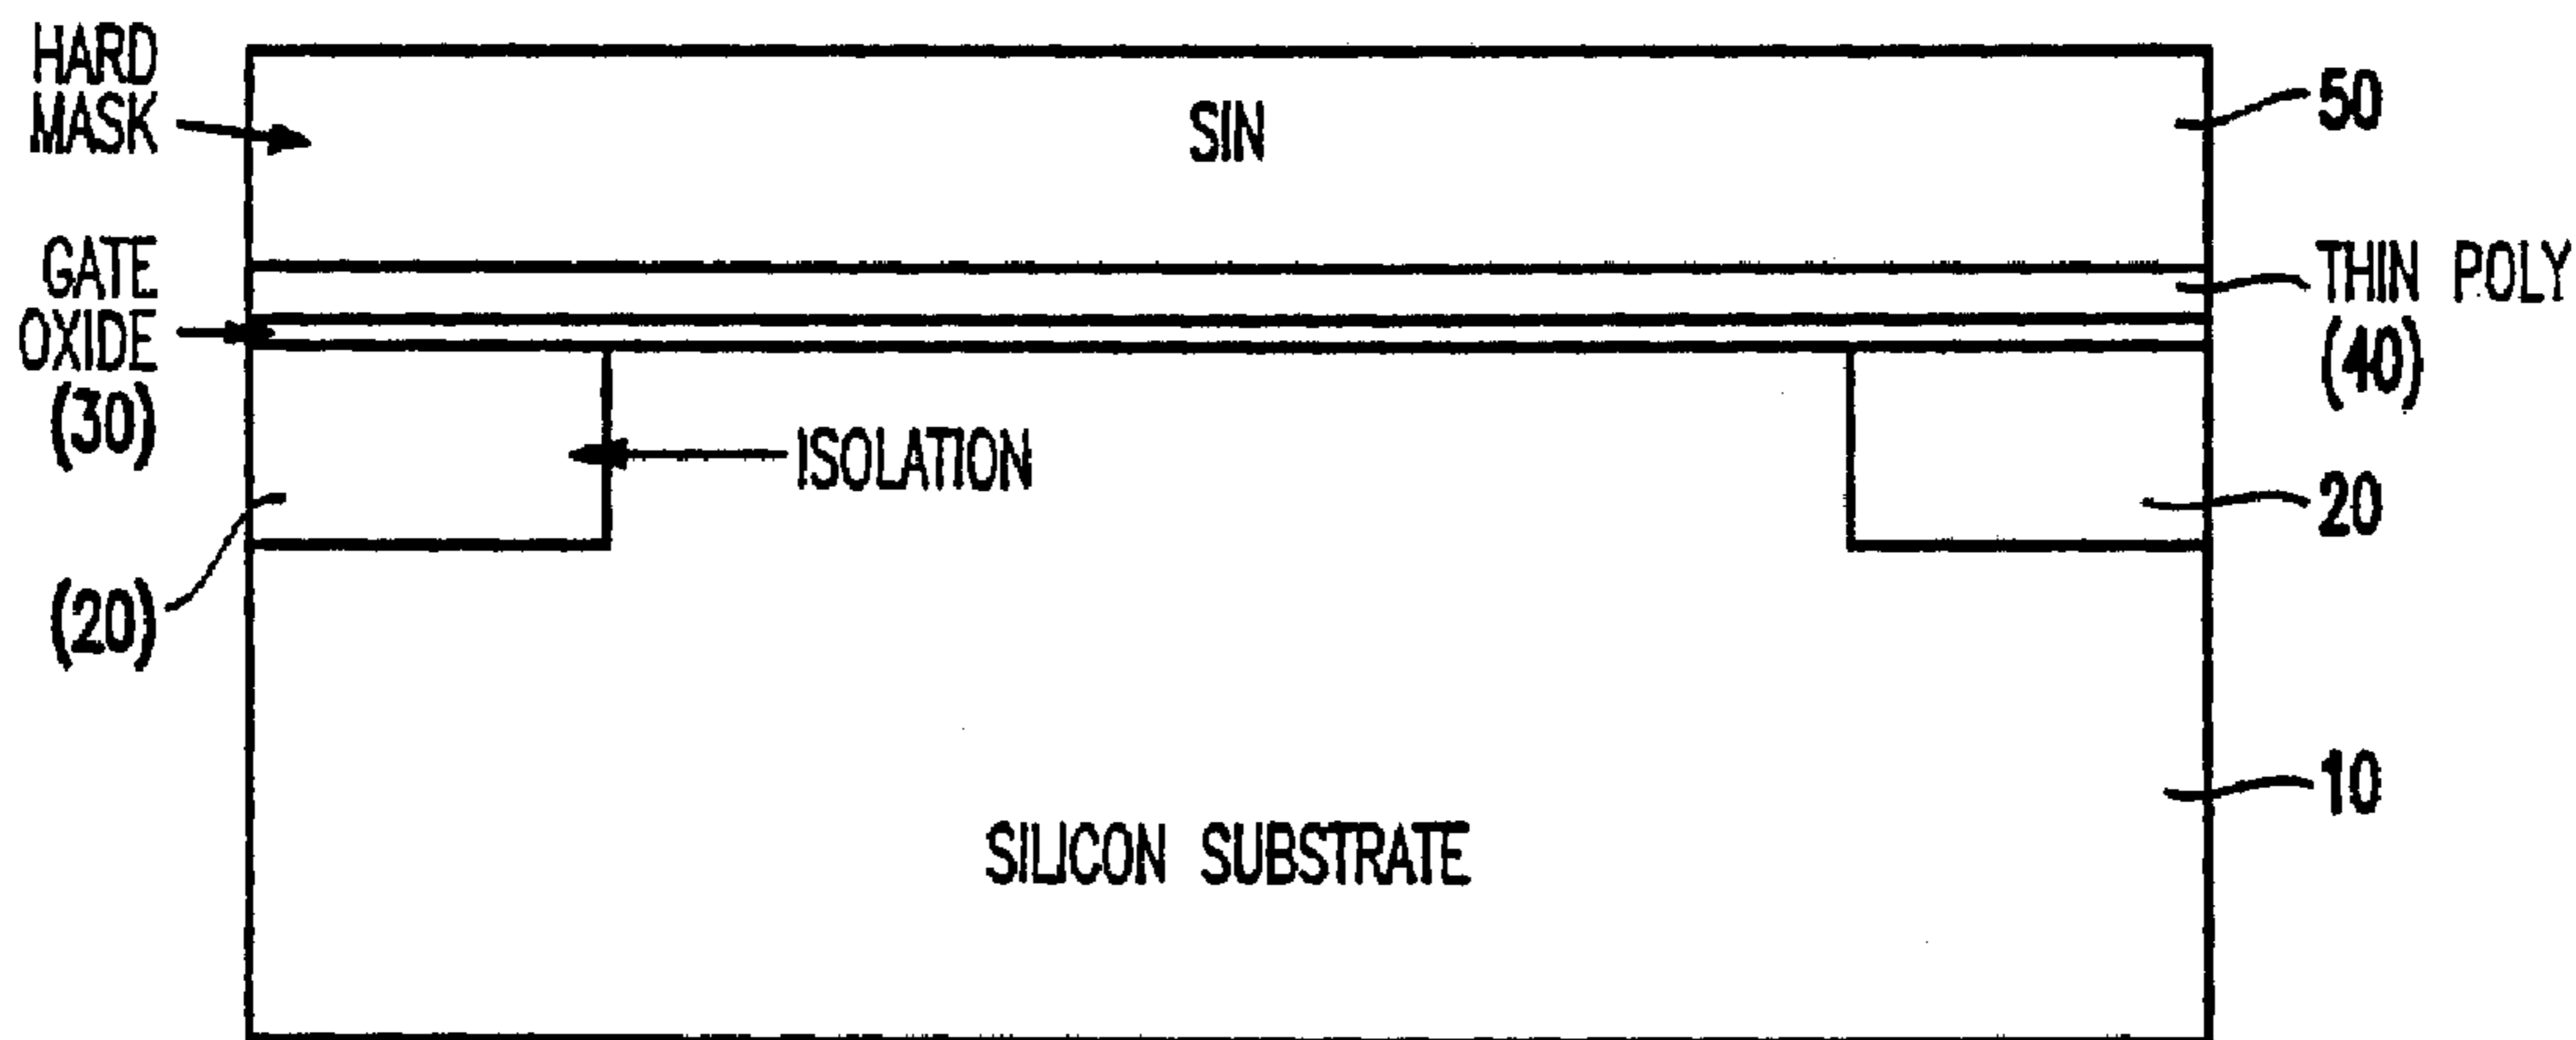 HARD
MASK
SIN
50
GATE
OXIDE
(30)
THIN POLY
(40)
ISOLATION
(20)
20
10
SILICON SUBSTRATE